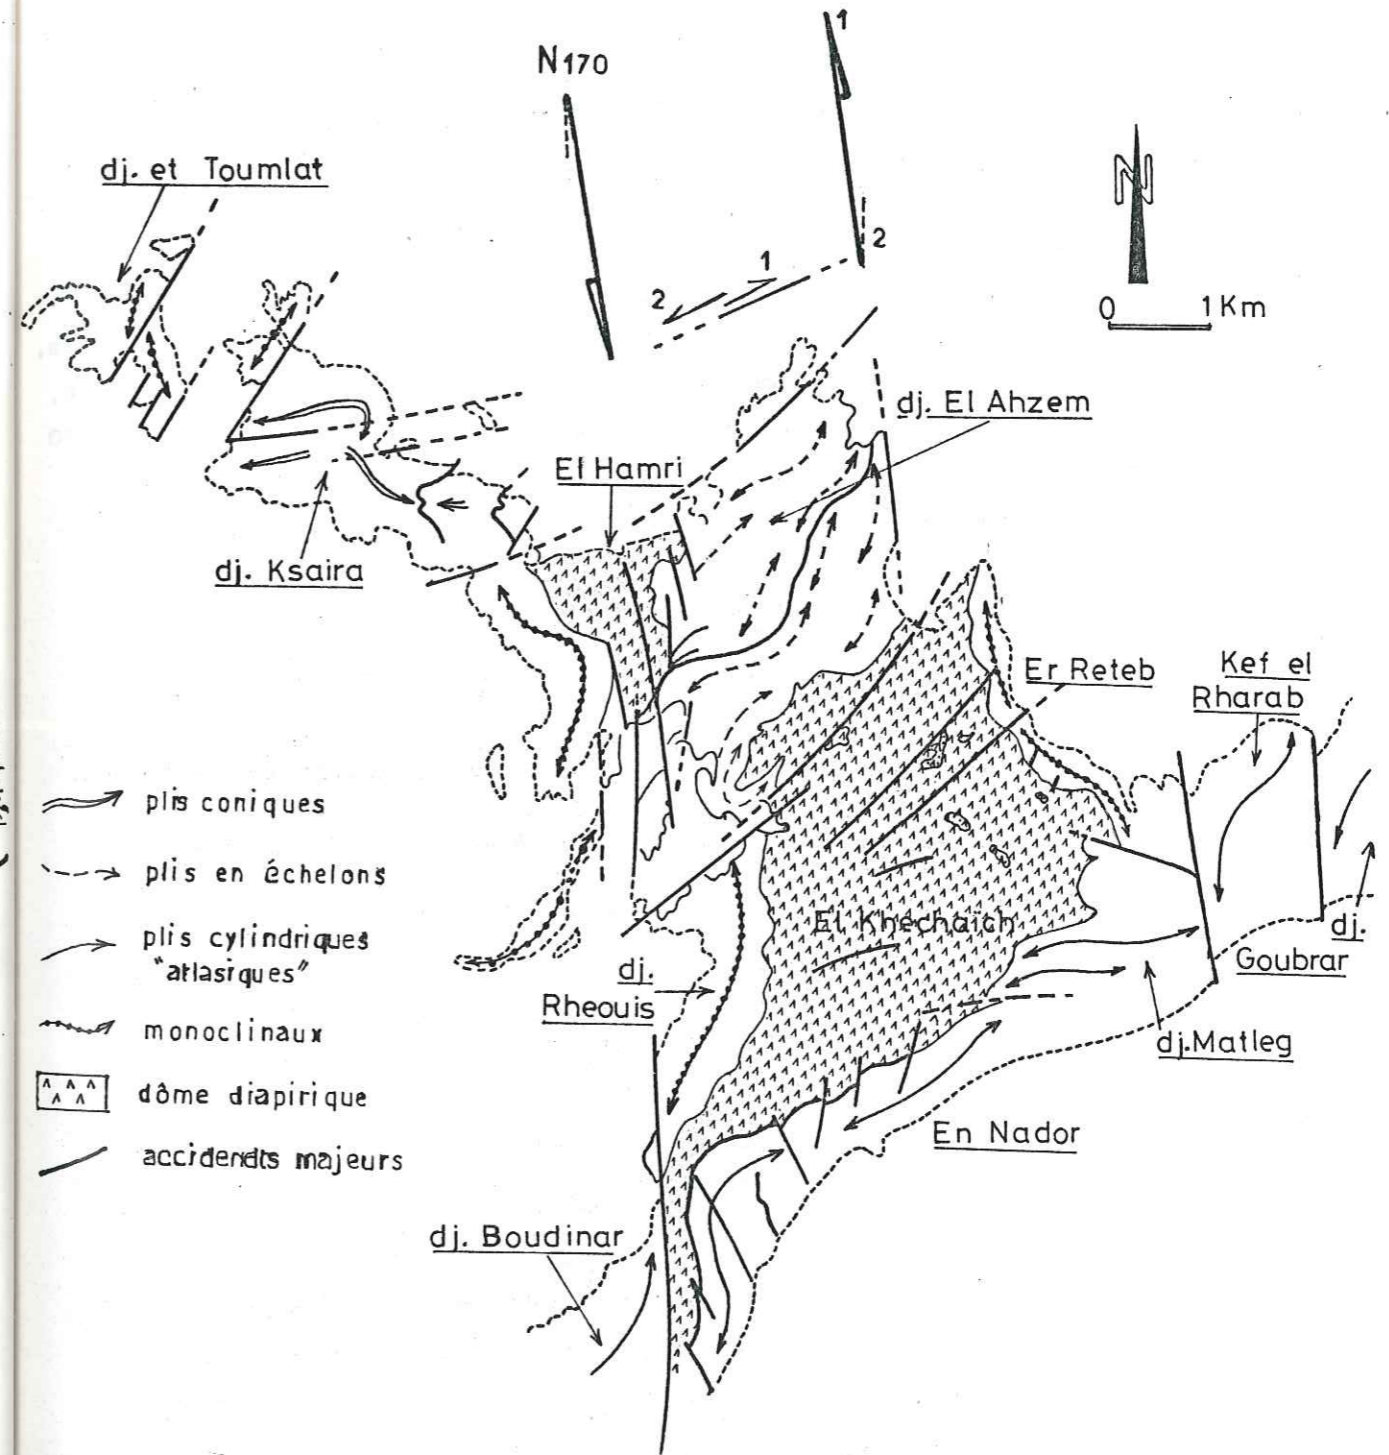 N170
1
N
dj. et Toumlat
2
1
2
0 1Km
dj. El Ahzem
El Hamri
dj. Ksaira
Er Reteb
Kef el
Rharab
plis coniques
plis en échelons
plis cylindriques
"atlasiques"
monoclinaux
dôme diapirique
accidendts majeurs
El Khechaich
dj.
Rheouis
dj.
Goubrar
dj.Matleg
En Nador
dj. Boudinar